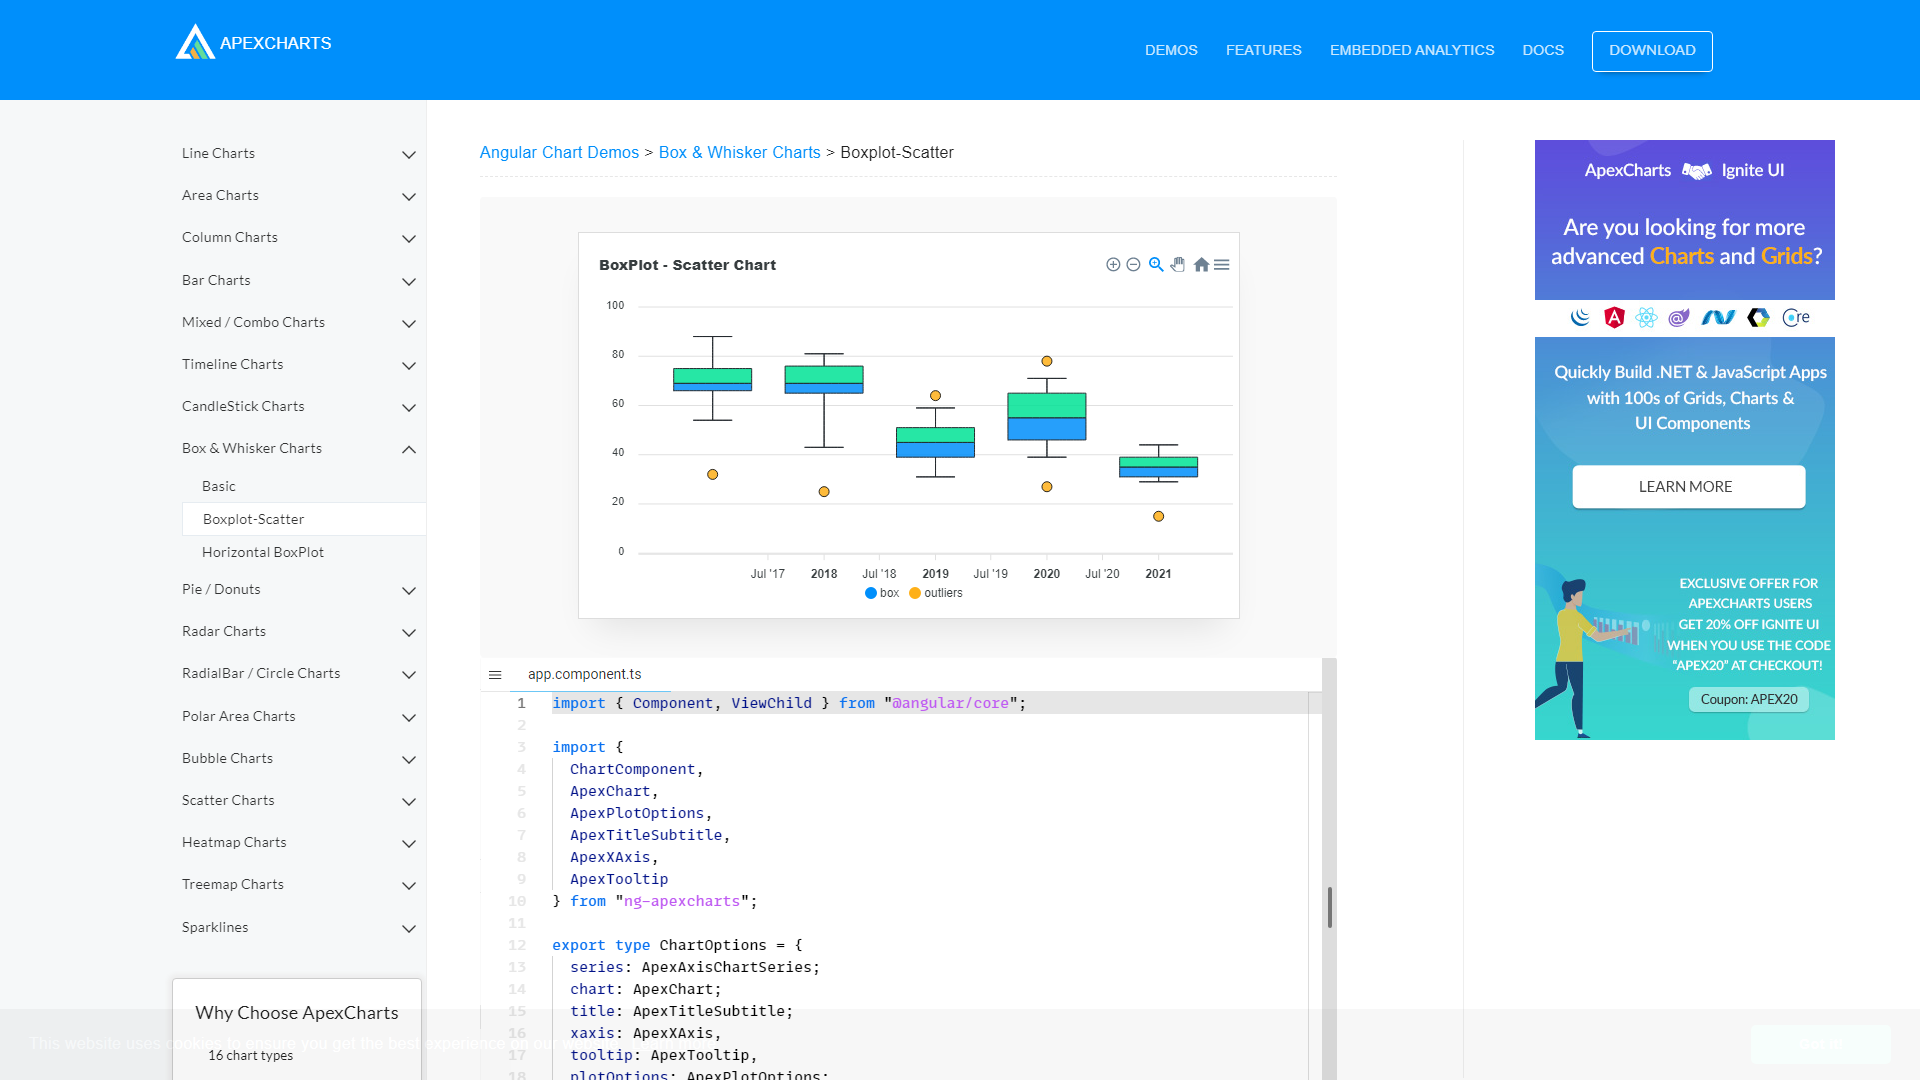 APEXCHARTS
DEMOS
FEATURES
EMBEDDED ANALYTICS
DOCS
DOWNLOAD
Line Charts
Area Charts
Column Charts
Bar Charts
Mixed / Combo Charts
Timeline Charts
CandleStick Charts
Box & Whisker Charts
Basic
Boxplot-Scatter
Horizontal BoxPlot
Pie / Donuts
Radar Charts
RadialBar / Circle Charts
Polar Area Charts
Bubble Charts
Scatter Charts
Heatmap Charts
Treemap Charts
Sparklines
Why Choose ApexCharts
16 chart types
Angular Chart Demos > Box & Whisker Charts > Boxplot-Scatter
BoxPlot - Scatter Chart
100
80
60
40
20
0
Jul '17 2018 Jul '18 2019 Jul '19 2020 Jul '20 2021
box outliers
app.component.ts
1 import { Component, ViewChild } from "@angular/core";
2
3 import {
4 ChartComponent,
5 ApexChart,
6 ApexPlotOptions,
7 ApexTitleSubtitle,
8 ApexXAxis,
9 ApexTooltip
10 } from "ng-apexcharts";
11
12 export type ChartOptions = {
13 series: ApexAxisChartSeries;
14 chart: ApexChart;
15 title: ApexTitleSubtitle;
16 xaxis: ApexXAxis,
17 tooltip: ApexTooltip,
18 plotOptions: ApexPlotOptions;
ApexCharts Ignite UI
Are you looking for more
advanced Charts and Grids?
Core
Quickly Build .NET & JavaScript Apps
with 100s of Grids, Charts &
UI Components
LEARN MORE
EXCLUSIVE OFFER FOR
APEXCHARTS USERS
GET 20% OFF IGNITE UI
WHEN YOU USE THE CODE
“APEX20” AT CHECKOUT!
Coupon: APEX20
This website uses cookies to ensure you get the best experience on our